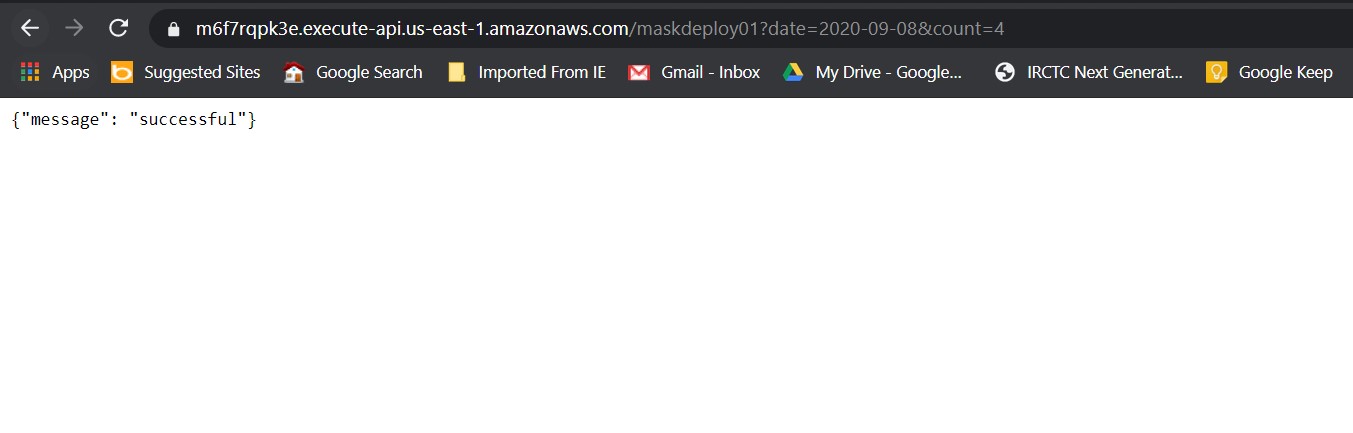 m6f7rqpk3e.execute-api.us-east-1.amazonaws.com/maskdeploy01?date=2020-09-08&count=4
Apps Suggested Sites Google Search Imported From IE Gmail - Inbox My Drive - Google... IRCTC Next Generat... Google Keep
{"message": "successful"}